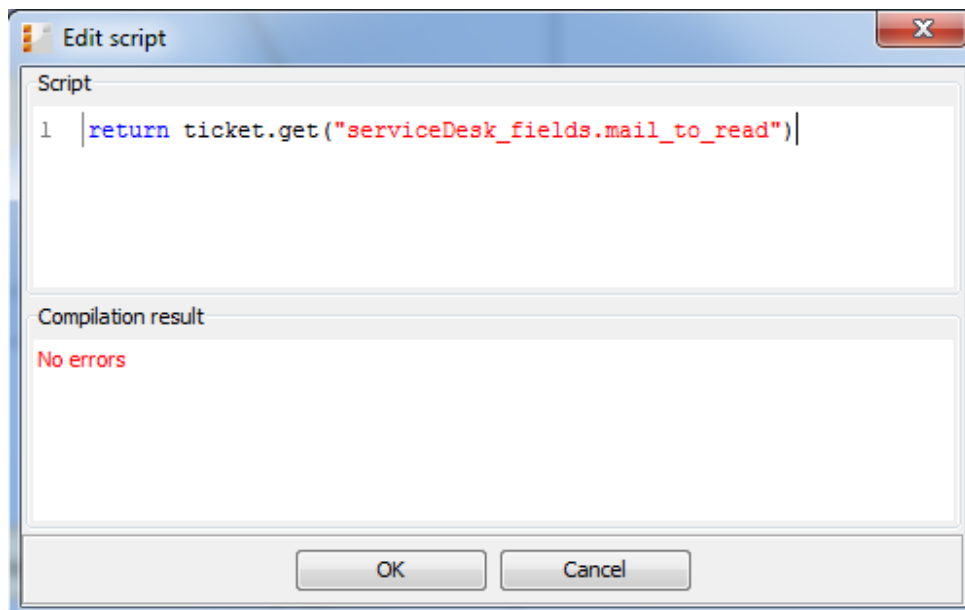 Edit script
Script
1 return ticket.get("serviceDesk_fields.mail_to_read")
Compilation result
No errors
OK Cancel